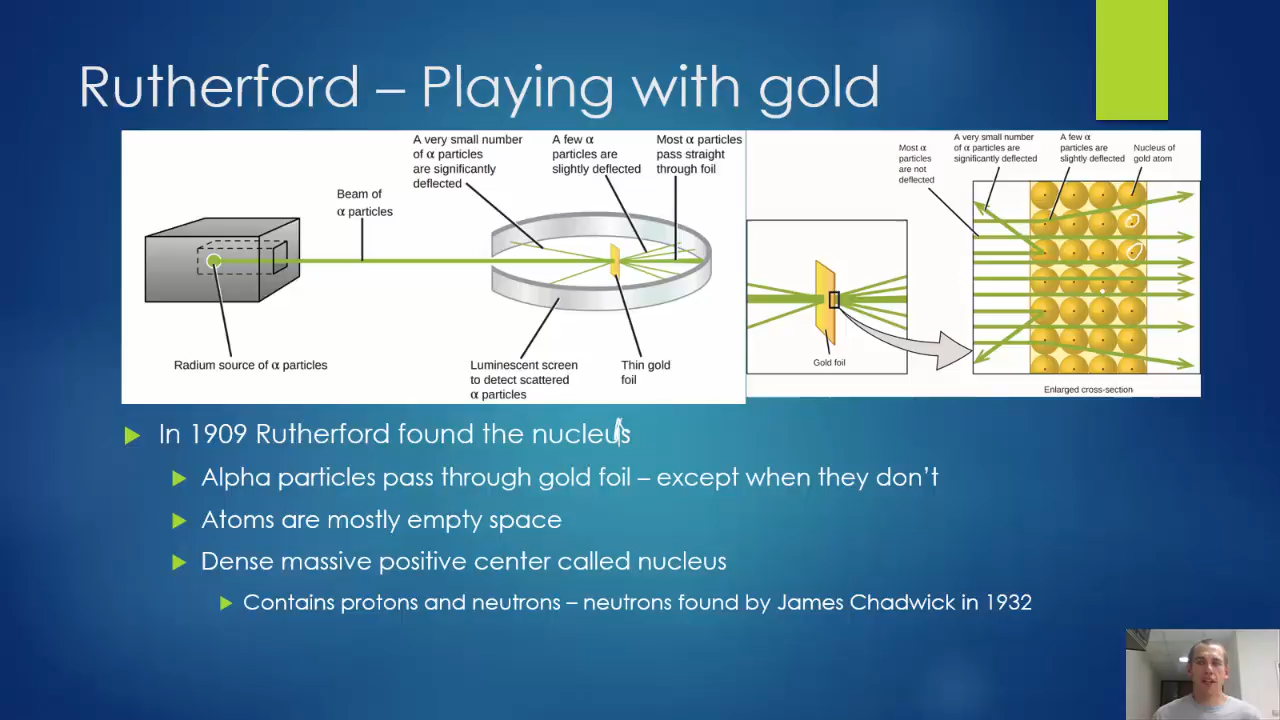 Rutherford – Playing with gold
A very small number
of α particles
are significantly
deflected
A few α
particles are
slightly deflected
Most α particles
pass straight
through foil
Beam of
α particles
Radium source of α particles
Luminescent screen
to detect scattered
α particles
Thin gold
foil
Most α
particles
are not
deflected
A very small number
of α particles are
significantly deflected
A few α
particles are
slightly deflected
Nucleus of
gold atom
Gold foil
Enlarged cross-section
In 1909 Rutherford found the nucleus
Alpha particles pass through gold foil – except when they don't
Atoms are mostly empty space
Dense massive positive center called nucleus
Contains protons and neutrons – neutrons found by James Chadwick in 1932